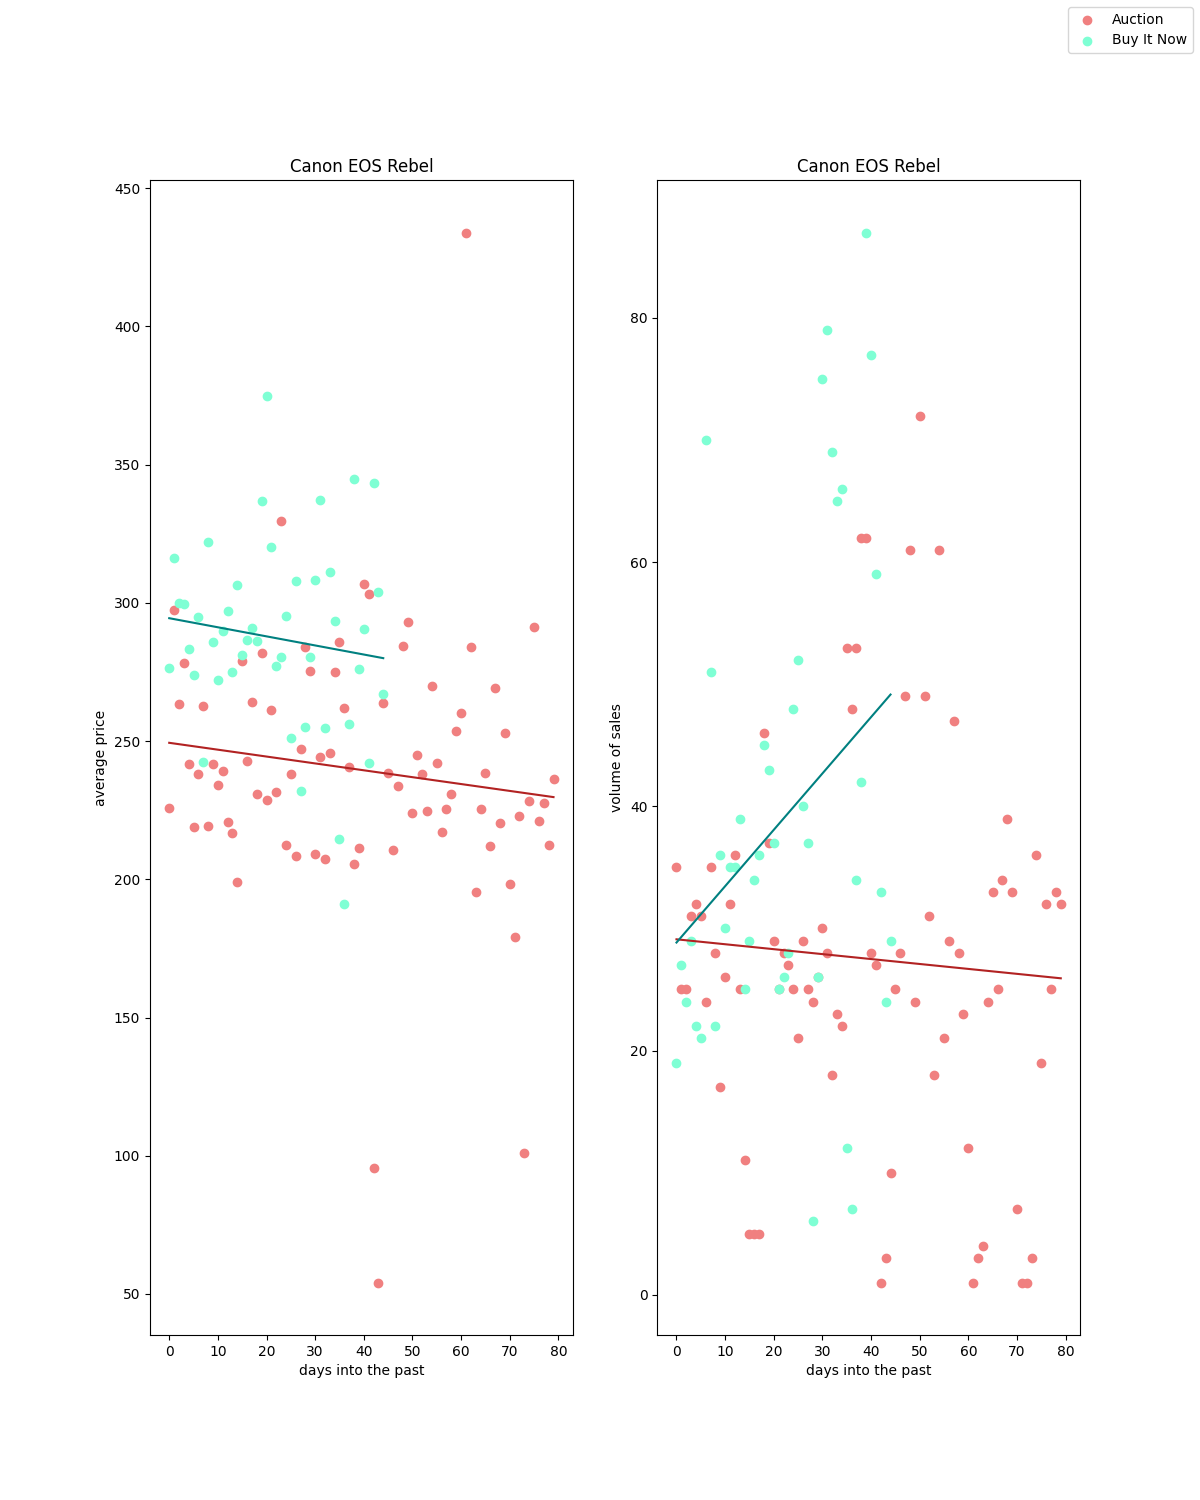 Auction
Buy It Now
Canon EOS Rebel
450
400
350
300
250
200
150
100
50
average price
0 10 20 30 40 50 60 70 80
days into the past
Canon EOS Rebel
80
60
40
20
0
volume of sales
0 10 20 30 40 50 60 70 80
days into the past